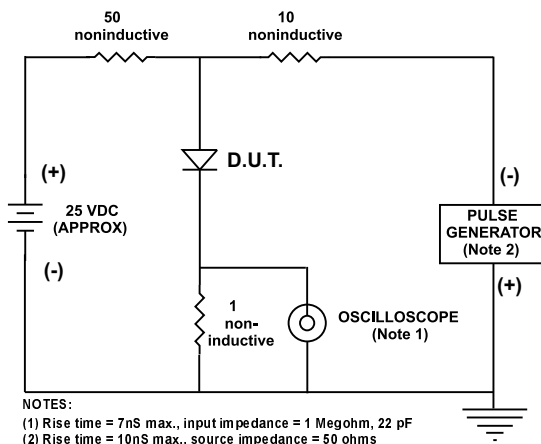 50
noninductive
10
noninductive
(+)
D.U.T.
(-)
25 VDC
(APPROX)
PULSE
GENERATOR
(Note 2)
(-)
(+)
1
non-
inductive
OSCILLOSCOPE
(Note 1)
NOTES:
(1) Rise time = 7nS max., input impedance = 1 Megohm, 22 pF
(2) Rise time = 10nS max., source impedance = 50 ohms